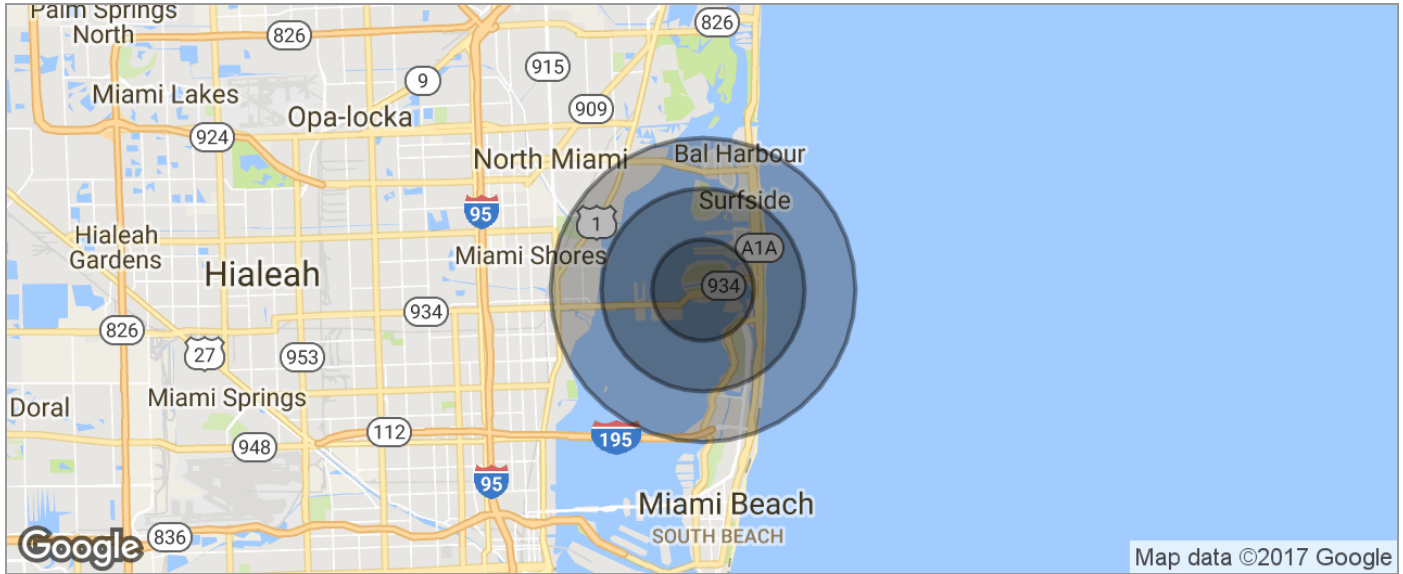 Palm Springs
North
826
826
9
915
Miami Lakes
909
Opa-locka
924
North Miami
Bal Harbour
Surfside
95
1
Hialeah
Gardens
Miami Shores
A1A
Hialeah
934
934
826
27
953
Miami Springs
Doral
112
195
948
95
Miami Beach
SOUTH BEACH
836
Google
Map data ©2017 Google